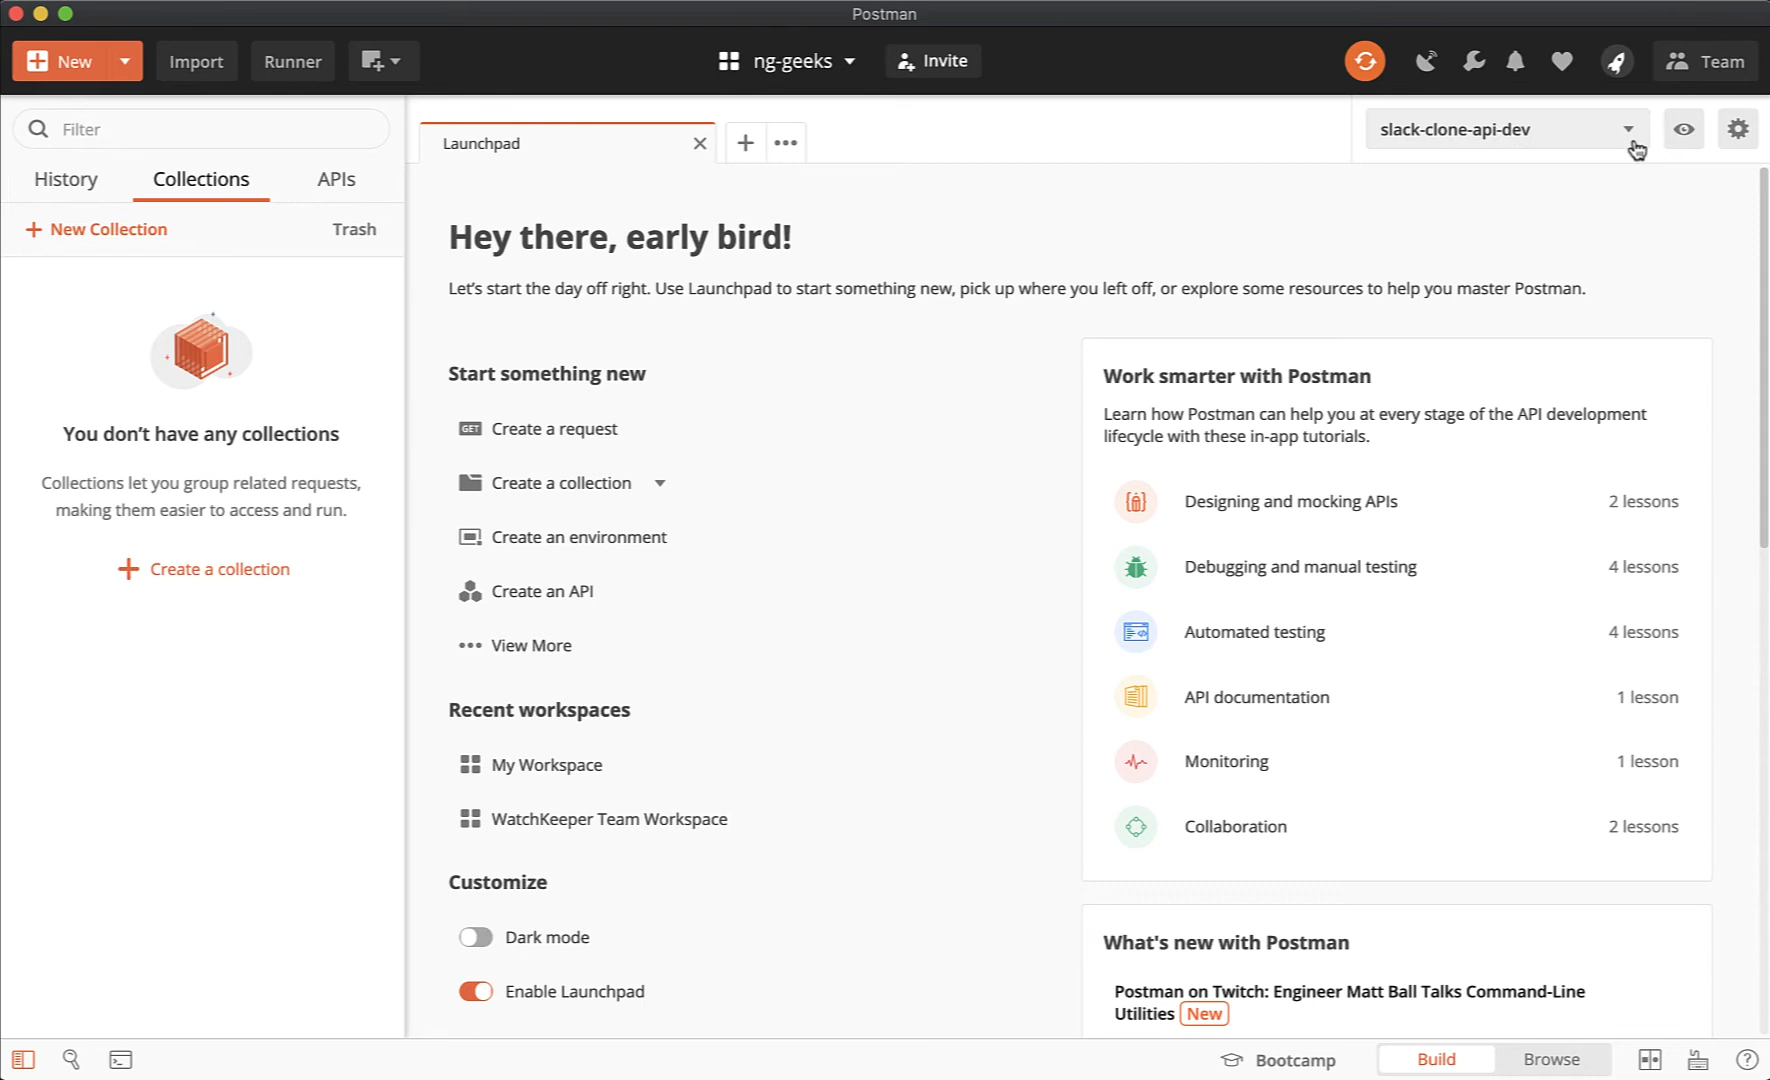 Postman
New
Import
Runner
ng-geeks
Invite
Team
Filter
Launchpad
slack-clone-api-dev
History
Collections
APIs
New Collection
Trash
Hey there, early bird!
Let's start the day off right. Use Launchpad to start something new, pick up where you left off, or explore some resources to help you master Postman.
You don't have any collections
Collections let you group related requests,
making them easier to access and run.
Create a collection
Start something new
GET Create a request
Create a collection
Create an environment
Create an API
View More
Recent workspaces
My Workspace
WatchKeeper Team Workspace
Customize
Dark mode
Enable Launchpad
Work smarter with Postman
Learn how Postman can help you at every stage of the API development
lifecycle with these in-app tutorials.
Designing and mocking APIs 2 lessons
Debugging and manual testing 4 lessons
Automated testing 4 lessons
API documentation 1 lesson
Monitoring 1 lesson
Collaboration 2 lessons
What's new with Postman
Postman on Twitch: Engineer Matt Ball Talks Command-Line
Utilities New
Bootcamp
Build
Browse